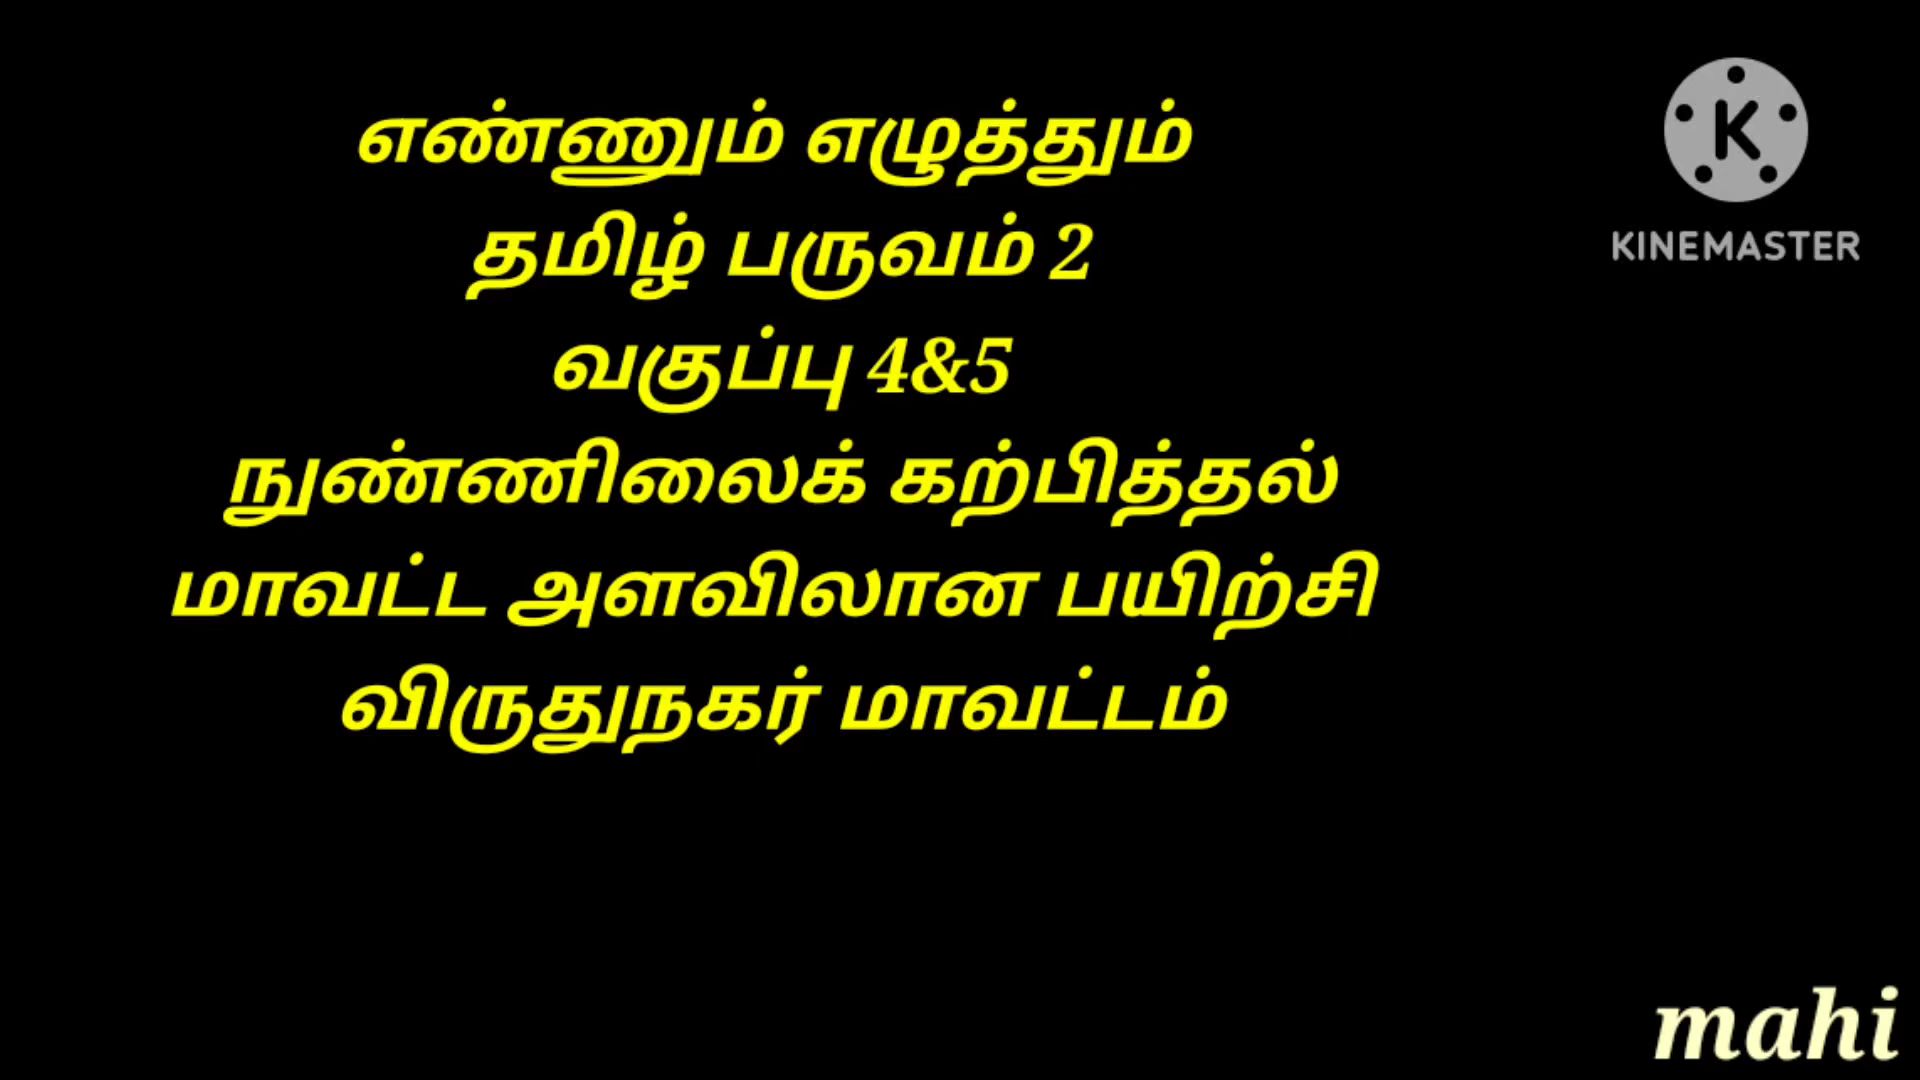 எண்ணும் எழுத்தும்
தமிழ் பருவம் 2
வகுப்பு 4&5
நுண்ணிலைக் கற்பித்தல்
மாவட்ட அளவிலான பயிற்சி
விருதுநகர் மாவட்டம்
K
KINEMASTER
mahi